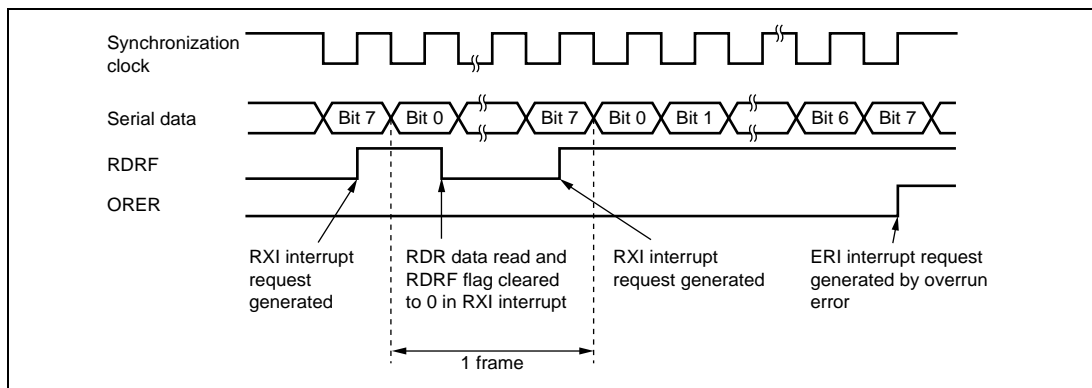 Synchronization
clock
Serial data
Bit 7 Bit 0 Bit 7 Bit 0 Bit 1 Bit 6 Bit 7
RDRF
ORER
RXI interrupt
request
generated
RDR data read and
RDRF flag cleared
to 0 in RXI interrupt
RXI interrupt
request generated
ERI interrupt request
generated by overrun
error
1 frame